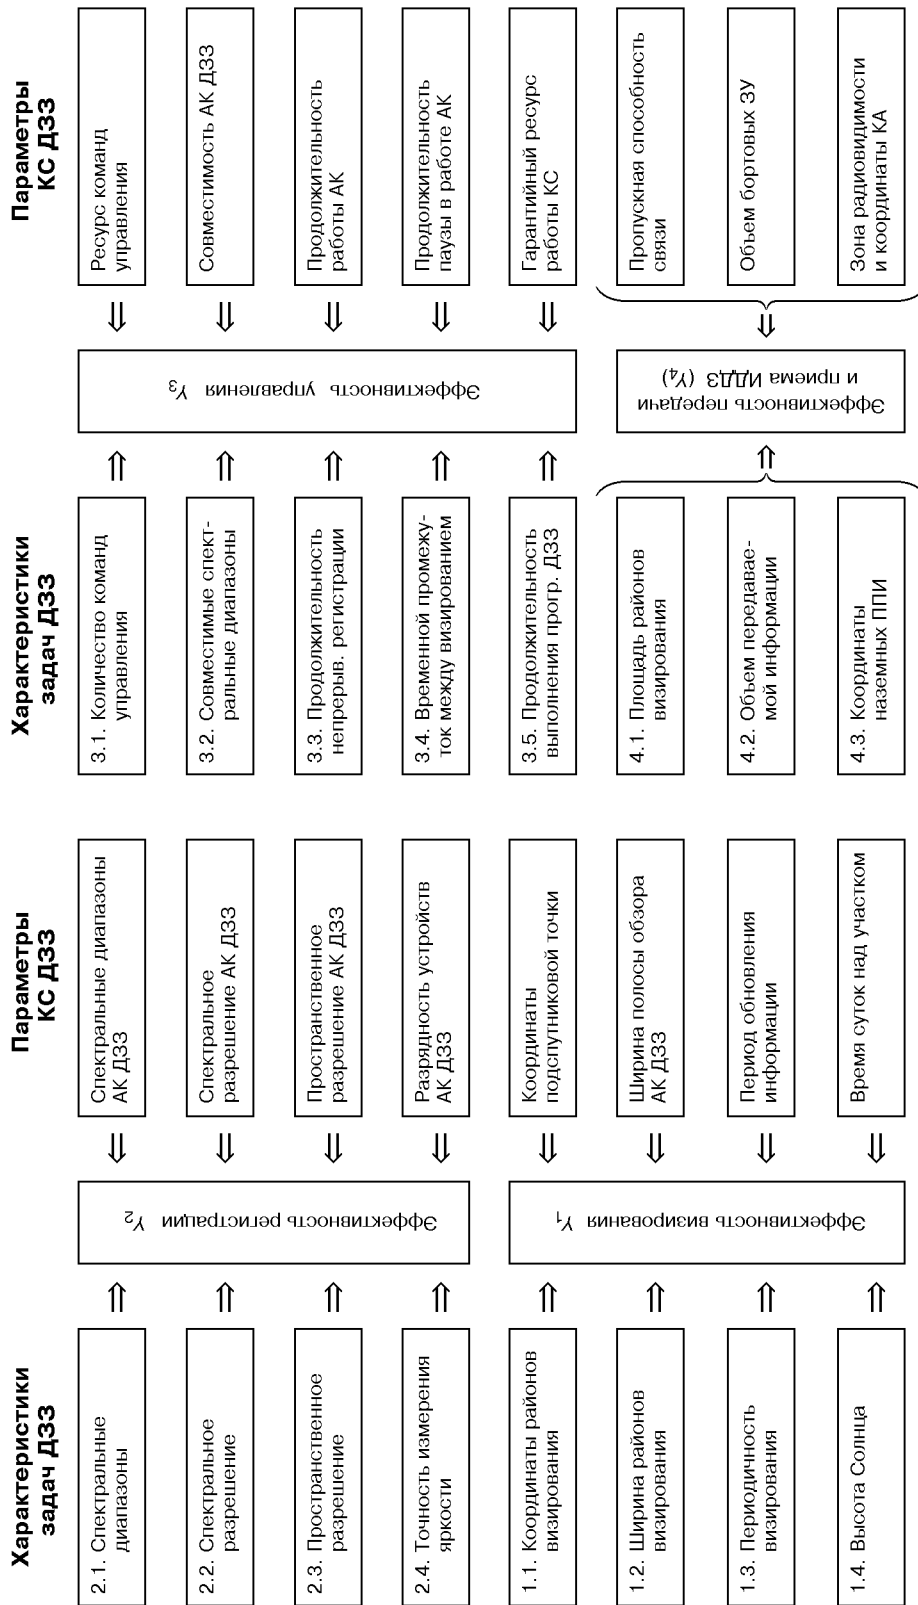 Характеристики
задач ДЗЗ
Параметры
КС ДЗЗ
Характеристики
задач ДЗЗ
Параметры
КС ДЗЗ
2.1. Спектральные
диапазоны
2.2. Спектральное
разрешение
2.3. Пространственное
разрешение
2.4. Точность измерения
яркости
1.1. Координаты районов
визирования
1.2. Ширина районов
визирования
1.3. Периодичность
визирования
1.4. Высота Солнца
Эффективность регистрации Y2
Эффективность визирования Y1
Спектральные диапазоны
АК ДЗЗ
Спектральное
разрешение АК ДЗЗ
Пространственное
разрешение АК ДЗЗ
Разрядность устройств
АК ДЗЗ
Координаты
подспутниковой точки
Ширина полосы обзора
АК ДЗЗ
Период обновления
информации
Время суток над участком
3.1. Количество команд
управления
3.2. Совместимые спект-
ральные диапазоны
3.3. Продолжительность
непрерыв. регистрации
3.4. Временной промежу-
ток между визированием
3.5. Продолжительность
выполнения прогр. ДЗЗ
4.1. Площадь районов
визирования
4.2. Объем передавае-
мой информации
4.3. Координаты
наземных ППИ
Эффективность управления Y3
Эффективность передачи
и приема ИДДЗ (Y4)
Ресурс команд
управления
Совместимость АК ДЗЗ
Продолжительность
работы АК
Продолжительность
паузы в работе АК
Гарантийный ресурс
работы КС
Пропускная способность
связи
Объем бортовых ЗУ
Зона радиовидимости
и координаты КА